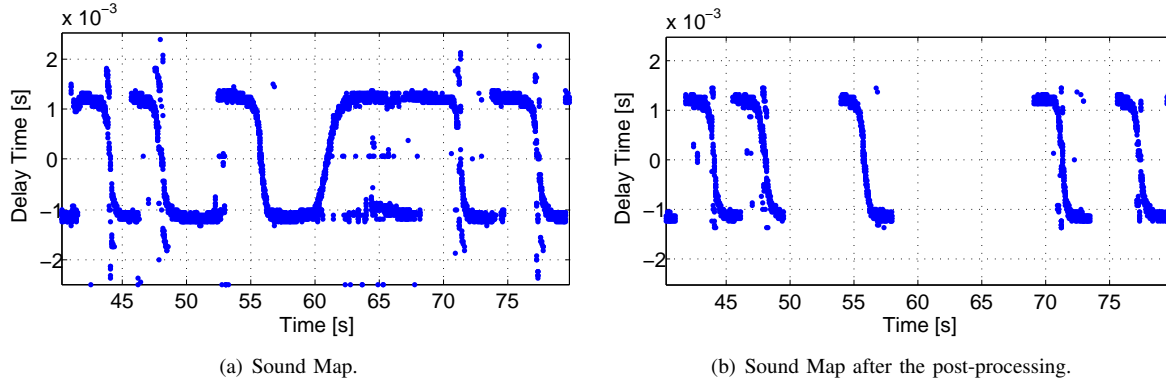 x 10⁻³
2
1
0
−1
−2
Delay Time [s]
45 50 55 60 65 70 75
Time [s]
(a) Sound Map.
x 10⁻³
2
1
0
−1
−2
Delay Time [s]
45 50 55 60 65 70 75
Time [s]
(b) Sound Map after the post-processing.